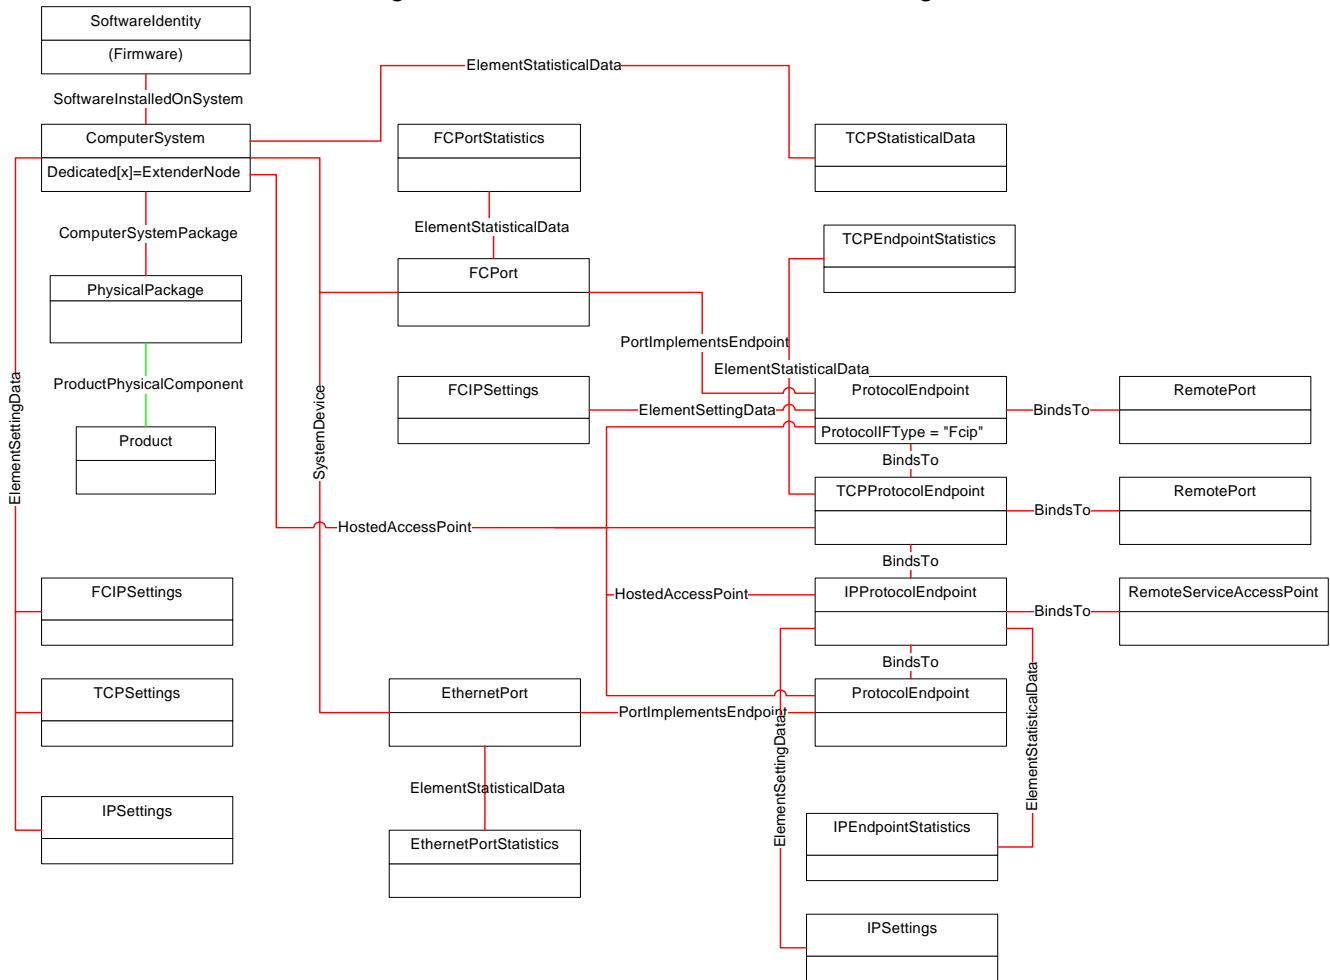 SoftwareIdentity
(Firmware)
ElementStatisticalData
SoftwareInstalledOnSystem
ComputerSystem
FCPortStatistics
TCPStatisticalData
Dedicated[x]=ExtenderNode
ElementStatisticalData
ComputerSystemPackage
TCPEndpointStatistics
FCPort
PhysicalPackage
PortImplementsEndpoint
ElementStatisticalData
ProductPhysicalComponent
FCIPSettings
ProtocolEndpoint
RemotePort
ElementSettingData
BindsTo
ProtocolIFType = "Fcip"
Product
BindsTo
ElementSettingData
SystemDevice
TCPProtocolEndpoint
RemotePort
BindsTo
HostedAccessPoint
BindsTo
FCIPSettings
HostedAccessPoint
IPProtocolEndpoint
RemoteServiceAccessPoint
BindsTo
BindsTo
TCPSettings
EthernetPort
ProtocolEndpoint
PortImplementsEndpoint
ElementSettingData
ElementStatisticalData
ElementStatisticalData
IPSettings
IPEndpointStatistics
EthernetPortStatistics
IPSettings